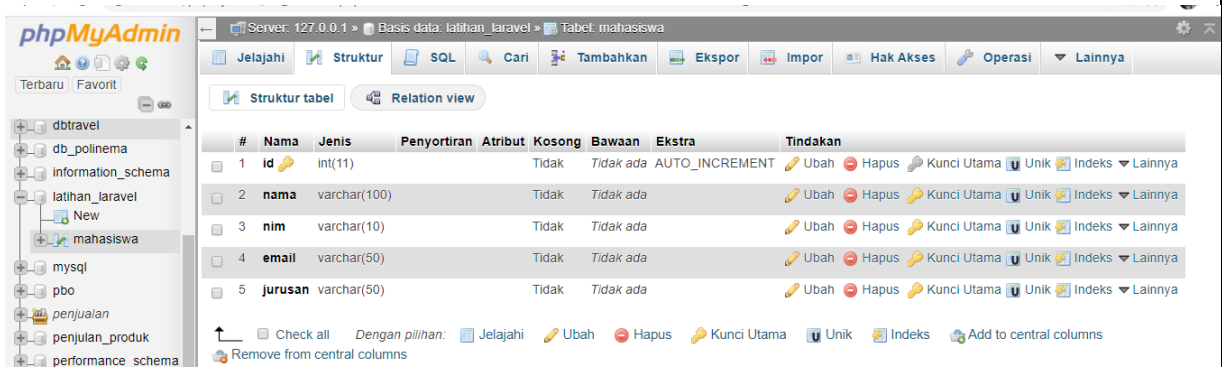 phpMyAdmin
Terbaru Favorit
dbtravel
db_polinema
information_schema
latihan_laravel
New
mahasiswa
mysql
pbo
penjualan
penjulan_produk
performance_schema
Server: 127.0.0.1 » Basis data: latihan_laravel » Tabel: mahasiswa
Jelajahi Struktur SQL Cari Tambahkan Ekspor Impor Hak Akses Operasi Lainnya
Struktur tabel Relation view
# Nama Jenis Penyortiran Atribut Kosong Bawaan Ekstra Tindakan
1 id int(11) Tidak Tidak ada AUTO_INCREMENT Ubah Hapus Kunci Utama Unik Indeks Lainnya
2 nama varchar(100) Tidak Tidak ada Ubah Hapus Kunci Utama Unik Indeks Lainnya
3 nim varchar(10) Tidak Tidak ada Ubah Hapus Kunci Utama Unik Indeks Lainnya
4 email varchar(50) Tidak Tidak ada Ubah Hapus Kunci Utama Unik Indeks Lainnya
5 jurusan varchar(50) Tidak Tidak ada Ubah Hapus Kunci Utama Unik Indeks Lainnya
Check all Dengan pilihan: Jelajahi Ubah Hapus Kunci Utama Unik Indeks Add to central columns
Remove from central columns